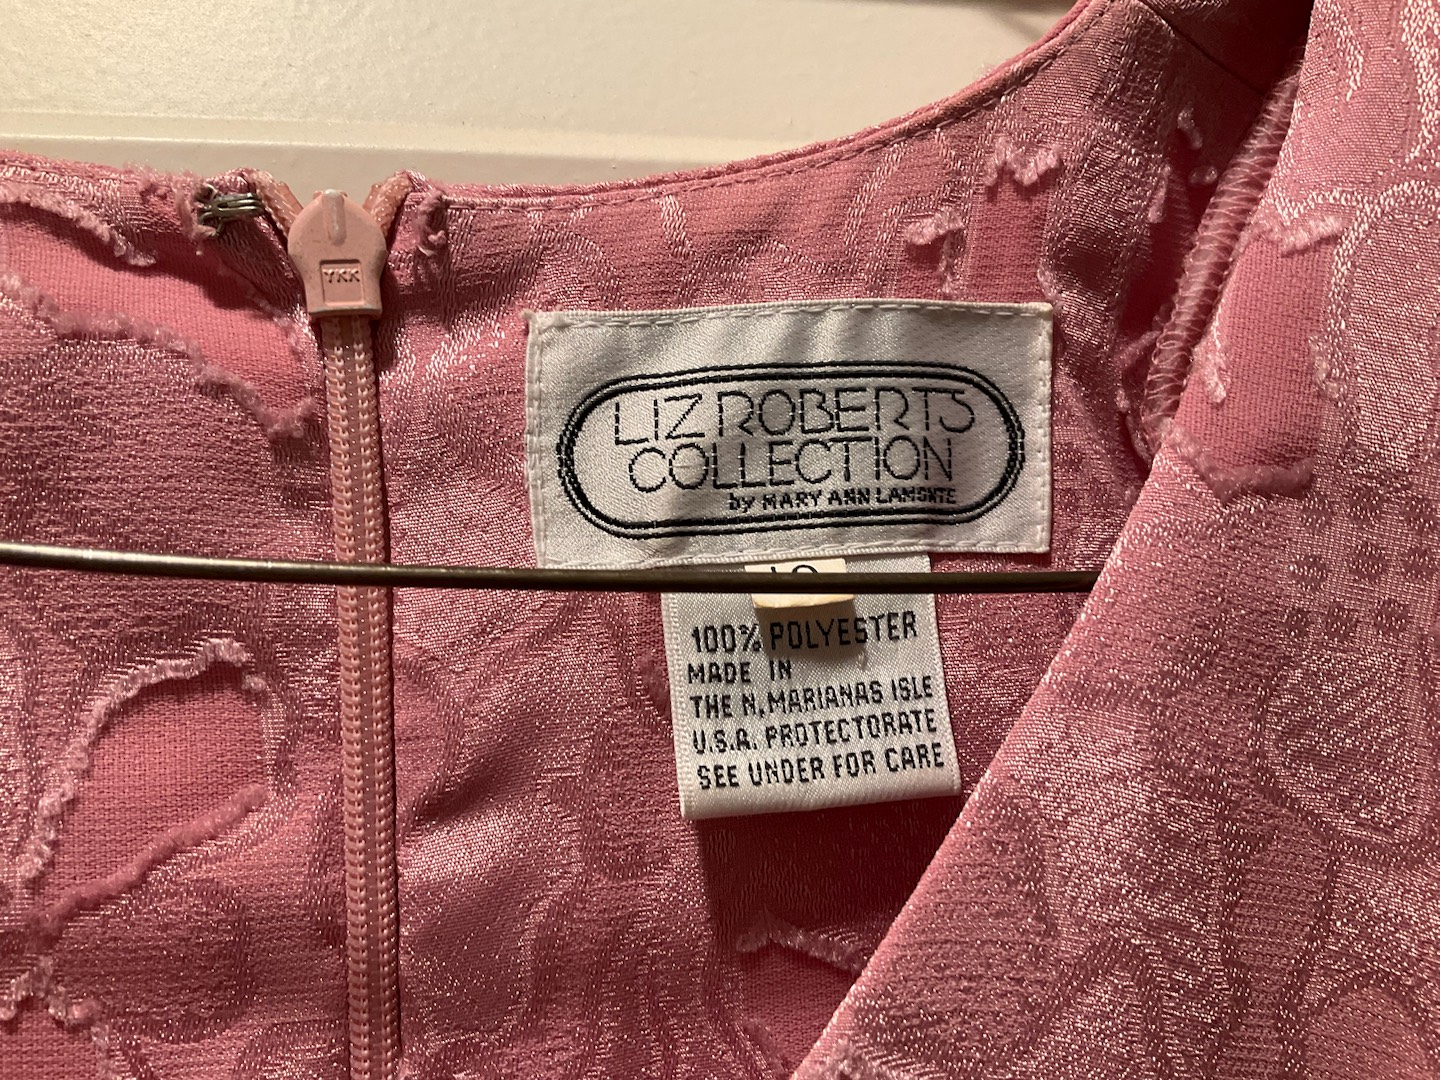 YKK
LIZ ROBERTS
COLLECTION
by MARY ANN LAMONTE
100% POLYESTER
MADE IN
THE N. MARIANAS ISLE
U.S.A. PROTECTORATE
SEE UNDER FOR CARE